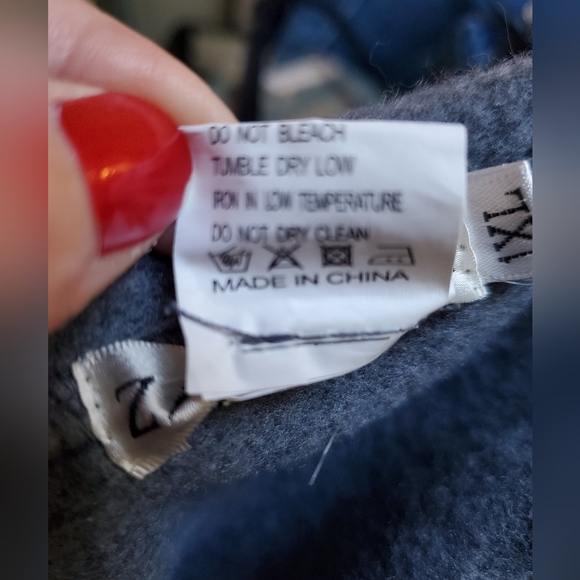 DO NOT BLEACH
TUMBLE DRY LOW
IRON IN LOW TEMPERATURE
DO NOT DRY CLEAN
MADE IN CHINA
1XL